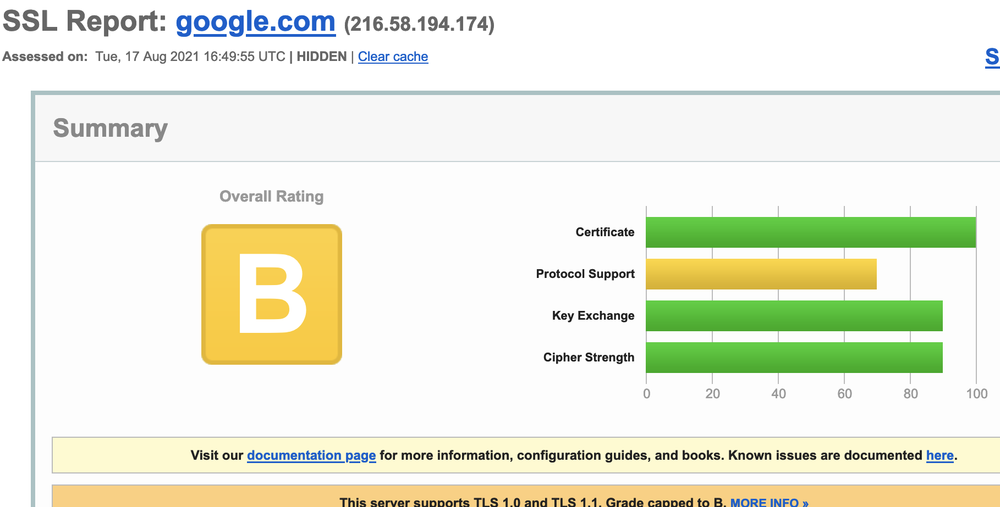 SSL Report: google.com (216.58.194.174)
Assessed on: Tue, 17 Aug 2021 16:49:55 UTC | HIDDEN | Clear cache
S
Summary
Overall Rating
B
Certificate
Protocol Support
Key Exchange
Cipher Strength
0 20 40 60 80 100
Visit our documentation page for more information, configuration guides, and books. Known issues are documented here.
This server supports TLS 1.0 and TLS 1.1. Grade capped to B. MORE INFO »